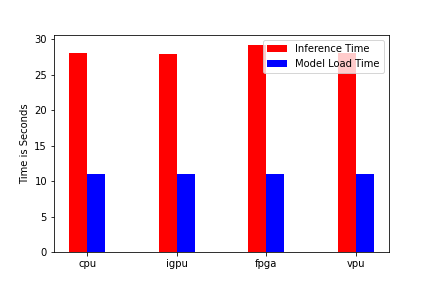 30
25
20
15
10
5
0
Time is Seconds
Inference Time
Model Load Time
cpu
igpu
fpga
vpu